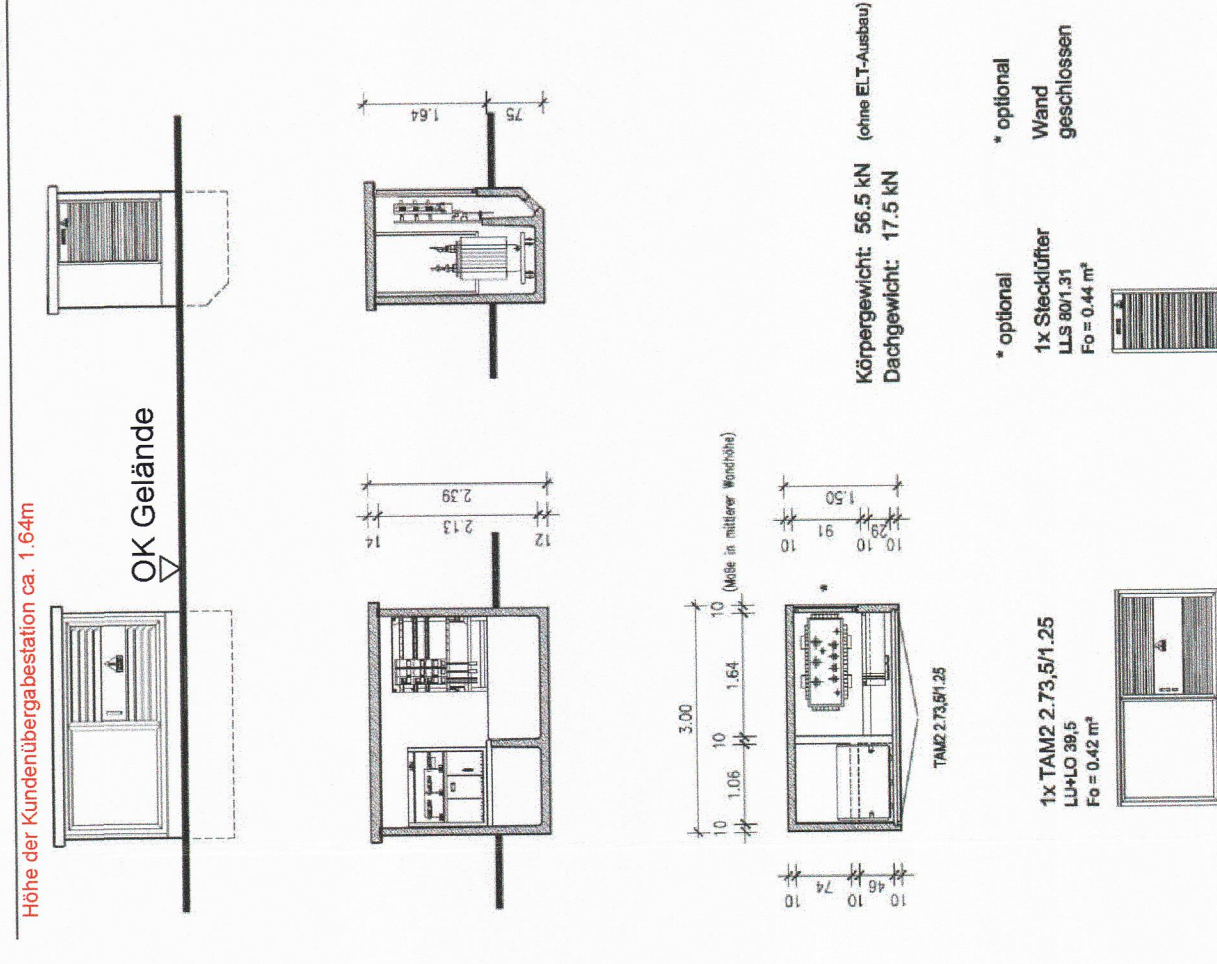 Höhe der Kundenübergabestation ca. 1.64m
OK Gelände
14
2.13
12
2.39
1.64
75
3.00
10
1.06
10
1.64
10
(Maße in mittlerer Wandhöhe)
10
74
10
46
10
10
91
10
29
10
1.50
*
TAM2 2.73,5/1.25
Körpergewicht: 56.5 kN (ohne ELT-Ausbau)
Dachgewicht: 17.5 kN
1x TAM2 2.73,5/1.25
LU+LO 39,5
Fo = 0.42 m²
* optional
1x Stecklüfter
LLS 80/1.31
Fo = 0.44 m²
* optional
Wand
geschlossen